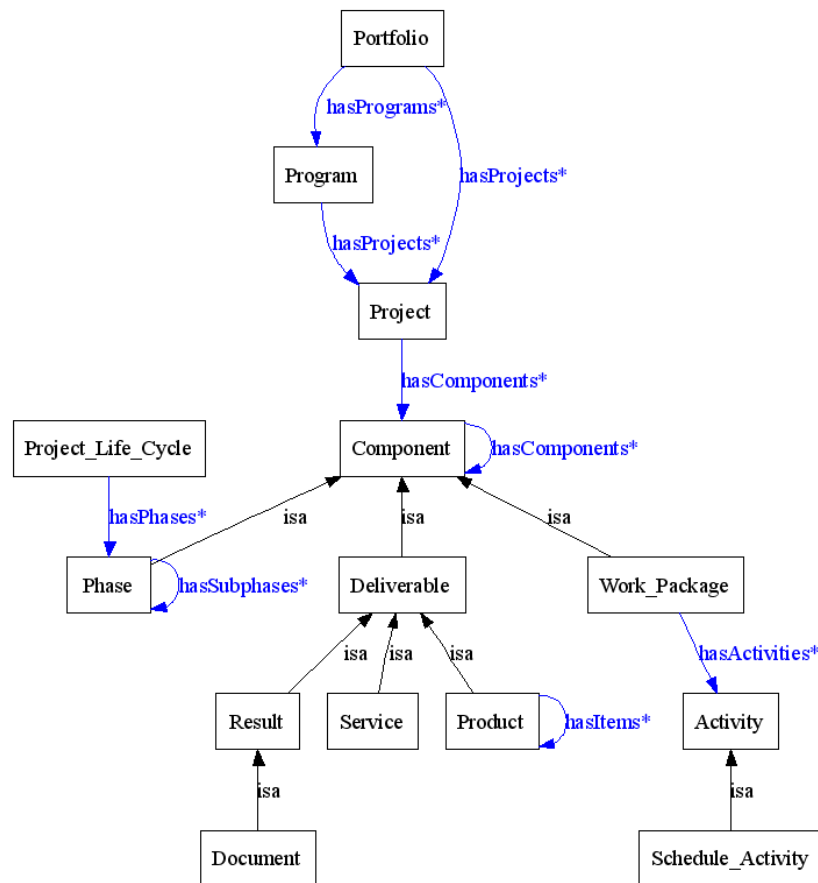 Portfolio
hasPrograms*
Program
hasProjects*
hasProjects*
Project
hasComponents*
Project_Life_Cycle
Component
hasComponents*
hasPhases*
isa
isa
isa
Phase
hasSubphases*
Deliverable
Work_Package
isa
isa
isa
hasActivities*
Result
Service
Product
hasItems*
Activity
isa
isa
Document
Schedule_Activity